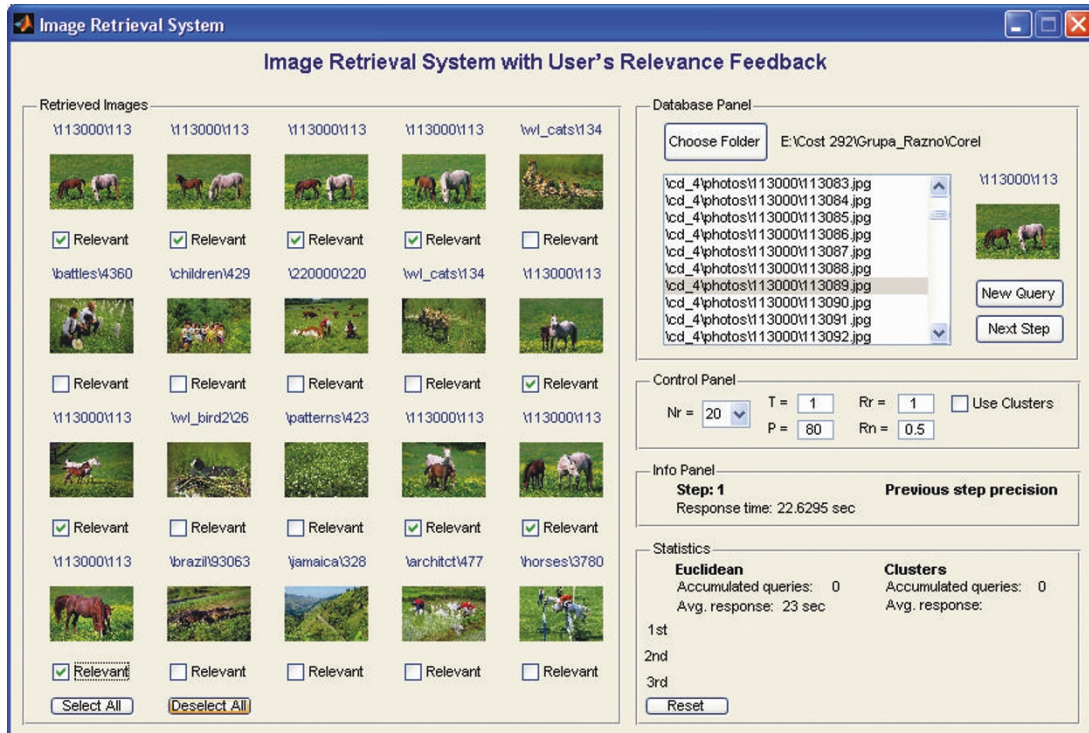 Image Retrieval System
Image Retrieval System with User's Relevance Feedback
Retrieved Images
\113000\113 \113000\113 \113000\113 \113000\113 \wl_cats\134
Relevant Relevant Relevant Relevant Relevant
\battles\4360 \children\429 \220000\220 \wl_cats\134 \113000\113
Relevant Relevant Relevant Relevant Relevant
\113000\113 \wl_bird2\26 \patterns\423 \113000\113 \113000\113
Relevant Relevant Relevant Relevant Relevant
\113000\113 \brazil\93063 \jamaica\328 \architct\477 \horses\3780
Relevant Relevant Relevant Relevant Relevant
Select All Deselect All
Database Panel
Choose Folder E:\Cost 292\Grupa_Razno\Corel
\cd_4\photos\113000\113083.jpg
\cd_4\photos\113000\113084.jpg
\cd_4\photos\113000\113085.jpg
\cd_4\photos\113000\113086.jpg
\cd_4\photos\113000\113087.jpg
\cd_4\photos\113000\113088.jpg
\cd_4\photos\113000\113089.jpg
\cd_4\photos\113000\113090.jpg
\cd_4\photos\113000\113091.jpg
\cd_4\photos\113000\113092.jpg
\113000\113
New Query
Next Step
Control Panel
Nr = 20 T = 1 Rr = 1 Use Clusters
P = 80 Rn = 0.5
Info Panel
Step: 1 Previous step precision
Response time: 22.6295 sec
Statistics
Euclidean Clusters
Accumulated queries: 0 Accumulated queries: 0
Avg. response: 23 sec Avg. response:
1st
2nd
3rd
Reset